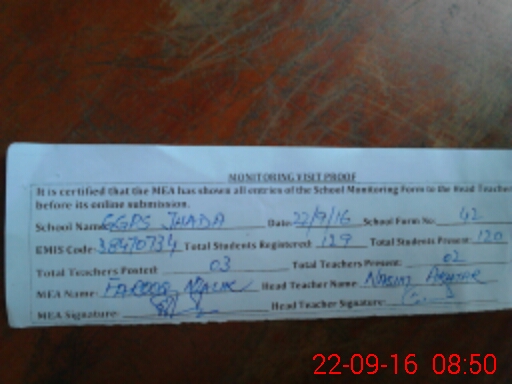 MONITORING VISIT PROOF
It is certified that the MEA has shown all entries of the School Monitoring Form to the Head Teacher
before its online submission.
School Name: GGPS JHADA Date: 22/9/16 School Form No: 42
EMIS Code: 38470734 Total Students Registered: 129 Total Students Present: 120
Total Teachers Posted: 03 Total Teachers Present: 02
MEA Name: FAROOQ MALIK Head Teacher Name:
MEA Signature: Head Teacher Signature:
22-09-16 08:50